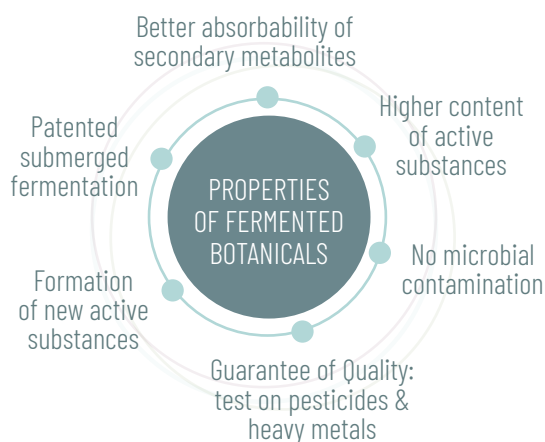 Better absorbability of
secondary metabolites
Higher content
of active
substances
No microbial
contamination
Guarantee of Quality:
test on pesticides &
heavy metals
Formation
of new active
substances
Patented
submerged
fermentation
PROPERTIES
OF FERMENTED
BOTANICALS